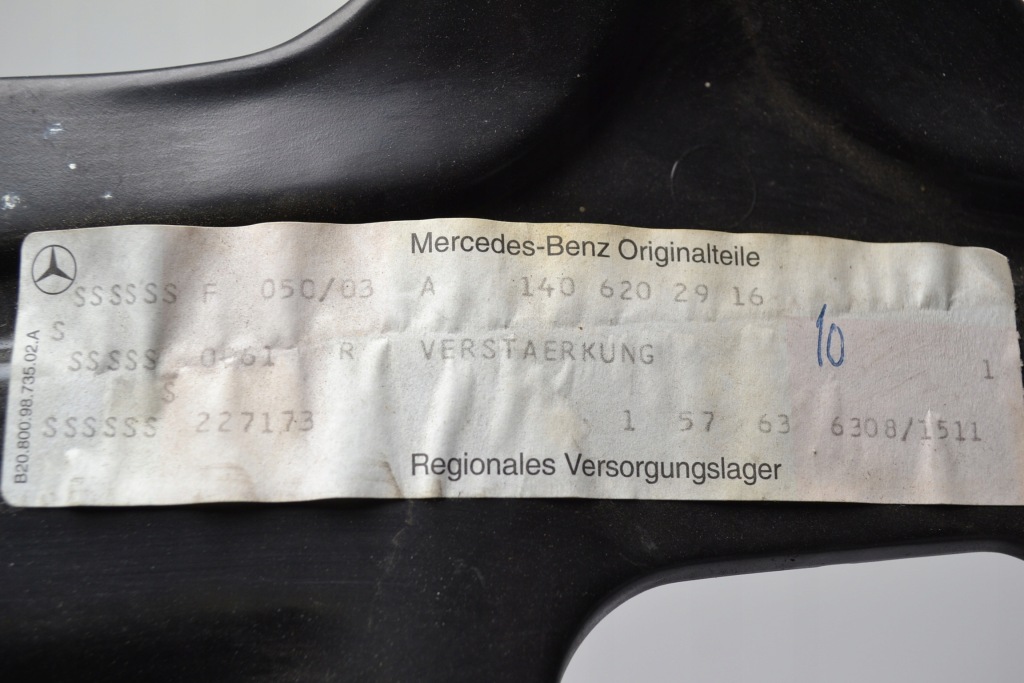 Mercedes-Benz Originalteile
SSSSSS F 050/03 A 140 620 29 16
S
10
SSSSS R VERSTAERKUNG 1
S
SSSSSS 227173 1 57 63 6308/1511
Regionales Versorgungslager
B20.800.98.735.02.A